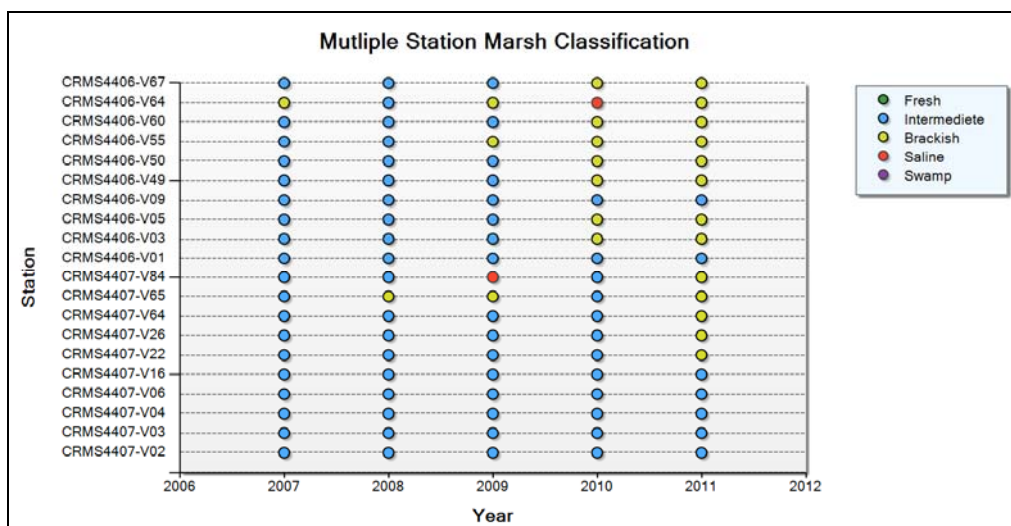 Mutliple Station Marsh Classification
CRMS4406-V67
CRMS4406-V64
CRMS4406-V60
CRMS4406-V55
CRMS4406-V50
CRMS4406-V49
CRMS4406-V09
CRMS4406-V05
CRMS4406-V03
CRMS4406-V01
CRMS4407-V84
CRMS4407-V65
CRMS4407-V64
CRMS4407-V26
CRMS4407-V22
CRMS4407-V16
CRMS4407-V06
CRMS4407-V04
CRMS4407-V03
CRMS4407-V02
Station
2006 2007 2008 2009 2010 2011 2012
Year
Fresh
Intermediete
Brackish
Saline
Swamp